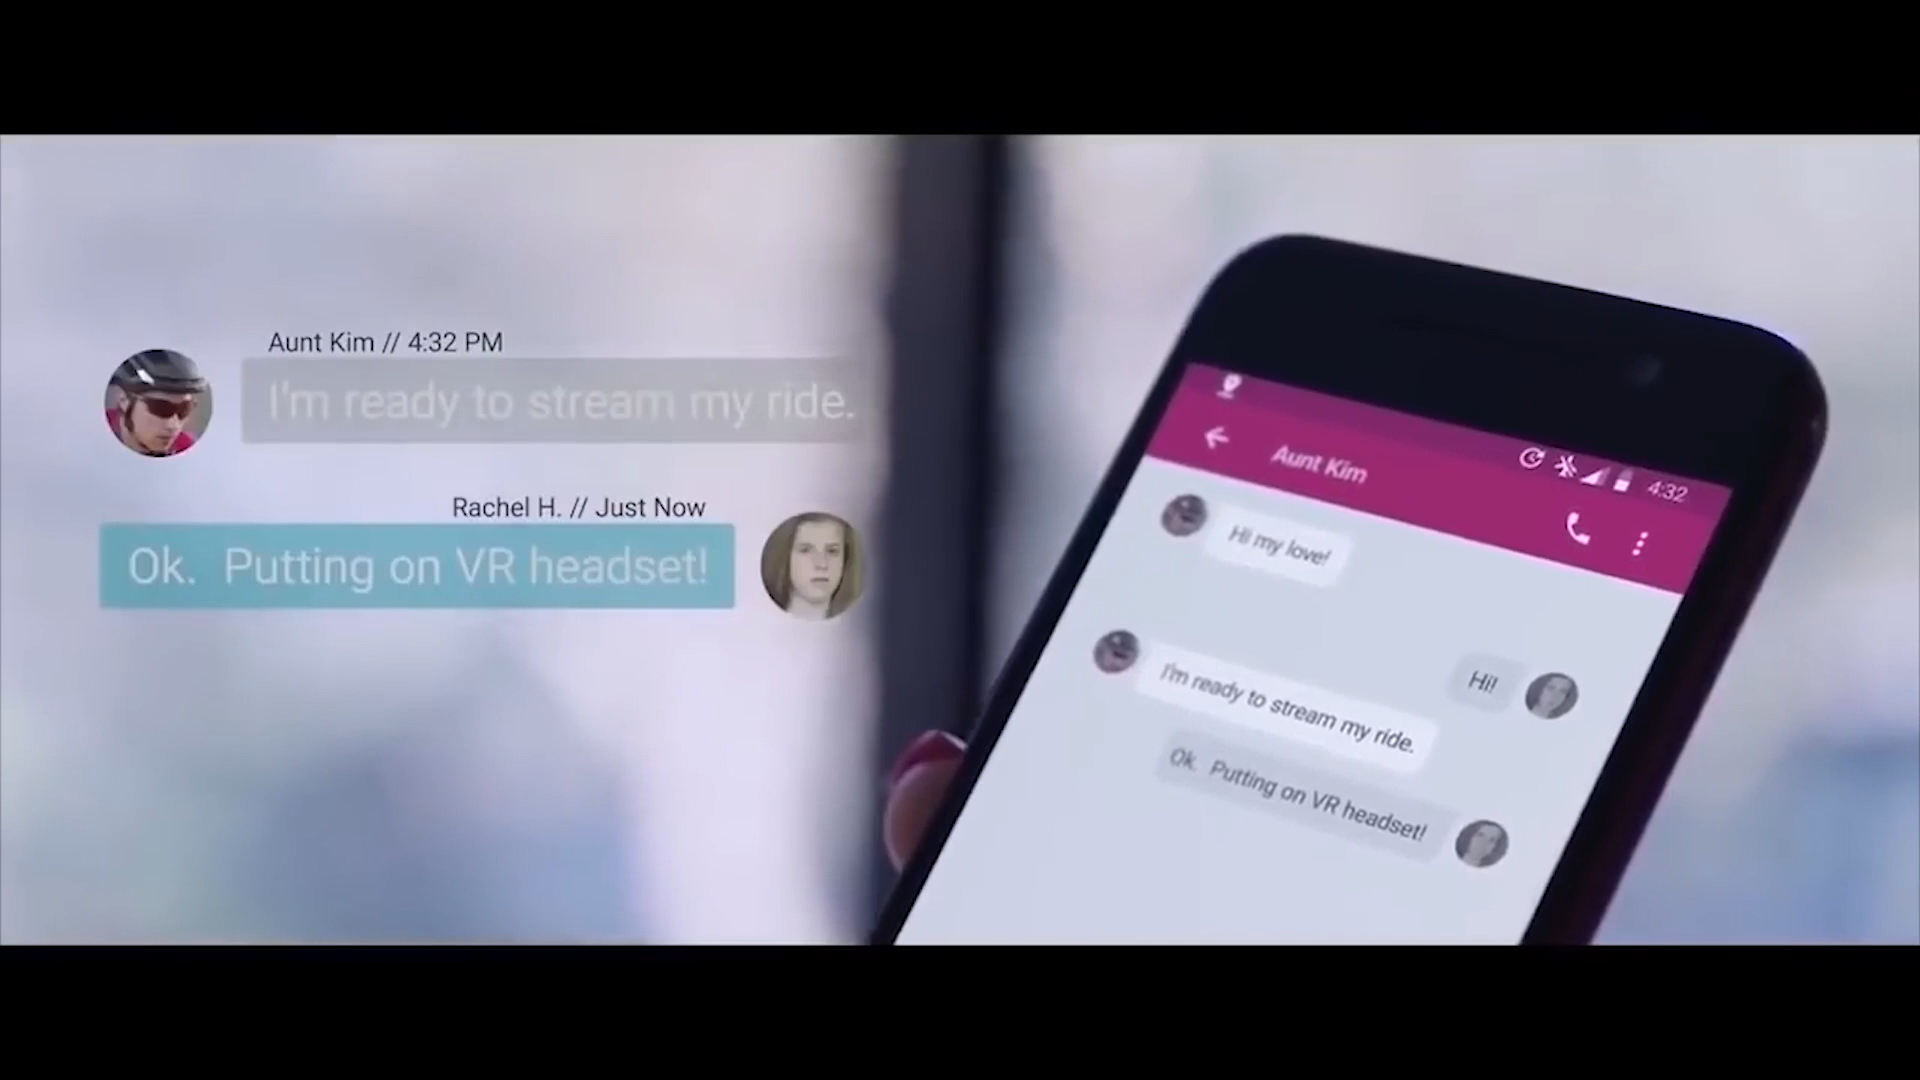 Aunt Kim // 4:32 PM
I'm ready to stream my ride.
Rachel H. // Just Now
Ok.  Putting on VR headset!
4:32
Aunt Kim
Hi my love!
Hi!
I'm ready to stream my ride.
Ok.  Putting on VR headset!